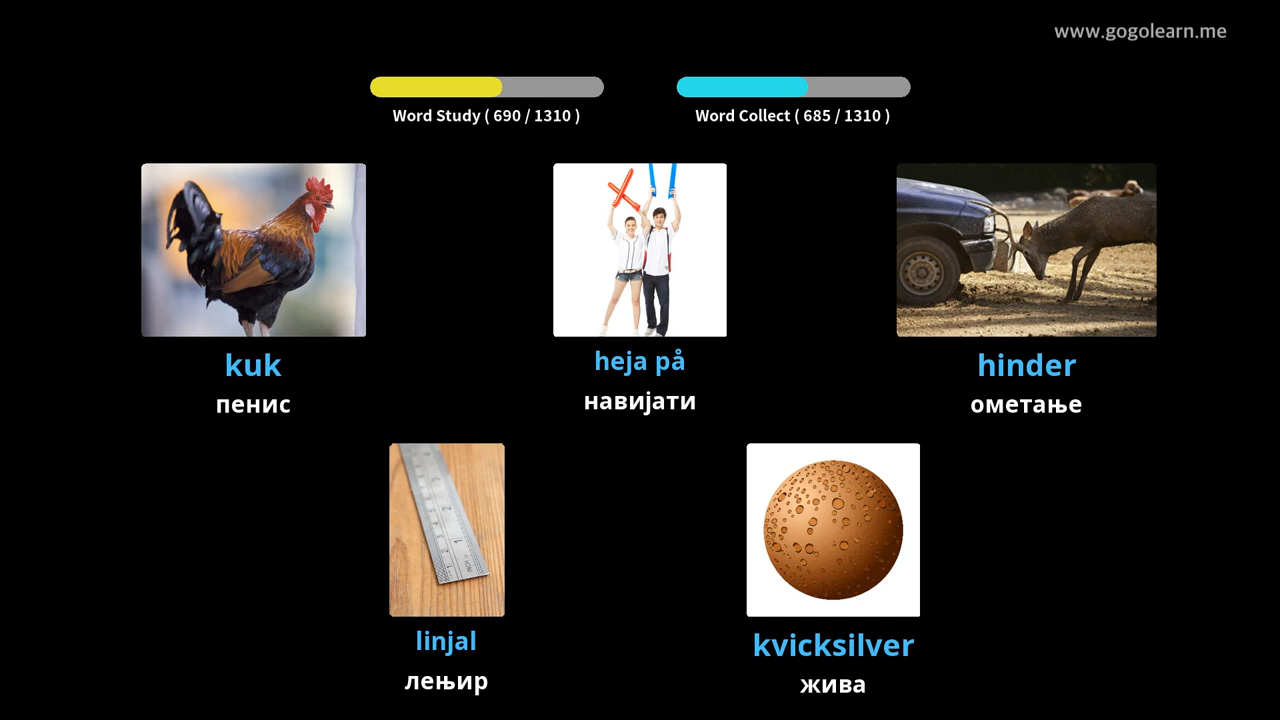 www.gogolearn.me
Word Study ( 690 / 1310 )
Word Collect ( 685 / 1310 )
kuk
пенис
heja på
навијати
hinder
ометање
linjal
лењир
kvicksilver
жива